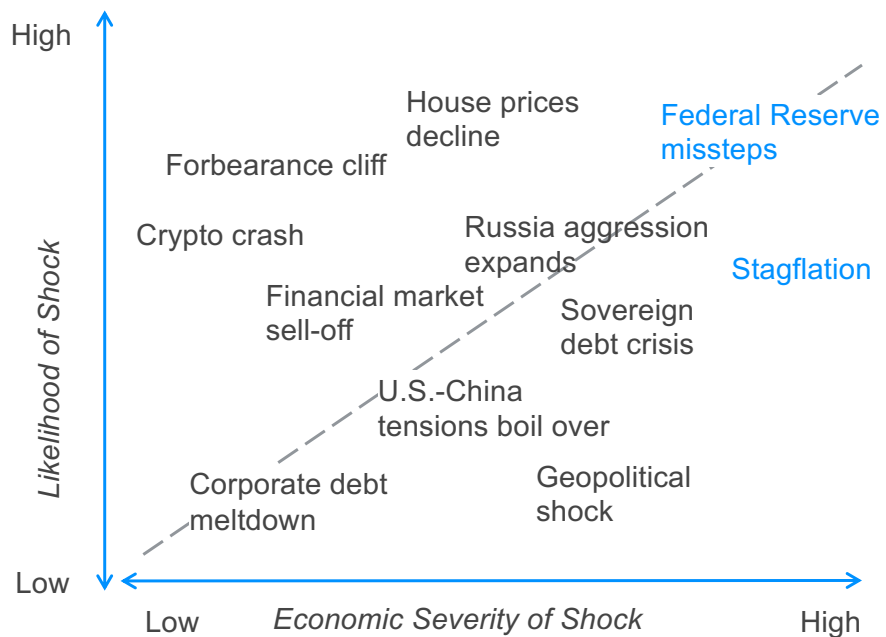 High
House prices
decline
Federal Reserve
missteps
Forbearance cliff
Crypto crash
Russia aggression
expands
Stagflation
Financial market
sell-off
Sovereign
debt crisis
U.S.-China
tensions boil over
Corporate debt
meltdown
Geopolitical
shock
Likelihood of Shock
Low
Low
Economic Severity of Shock
High